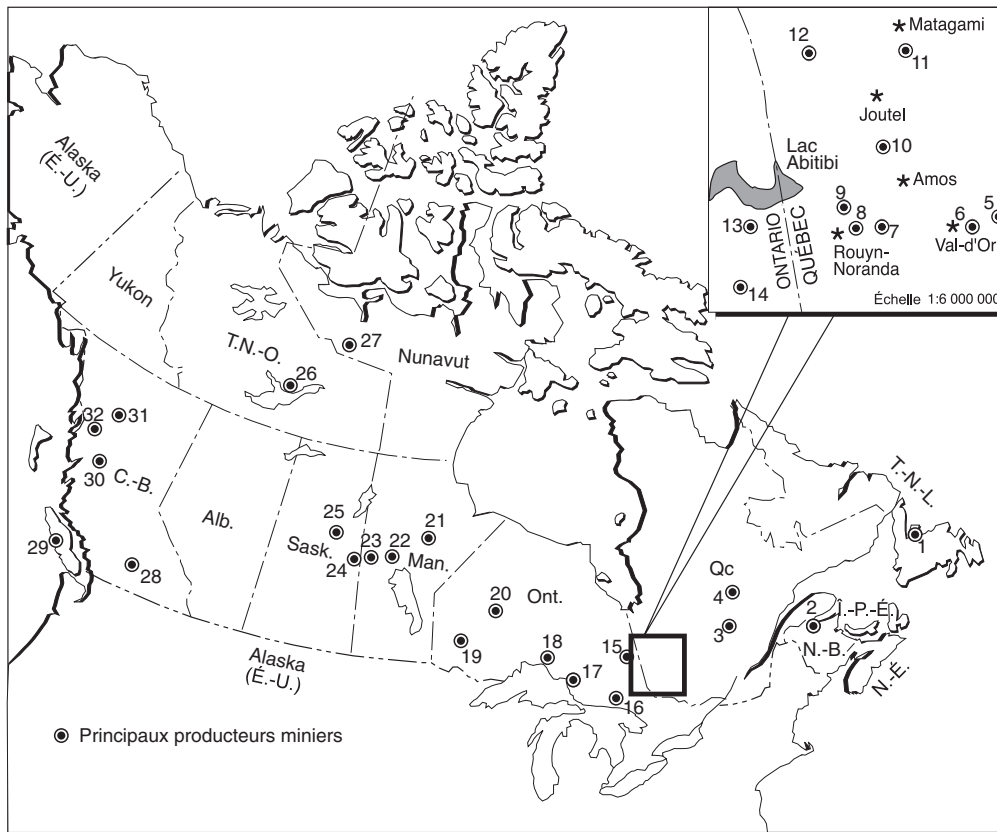 Matagami
12
11
Joutel
10
Lac
Abitibi
Amos
9
8
5
6
7
13
Val-d'Or
Rouyn-
Noranda
ONTARIO
QUÉBEC
14
Échelle 1:6 000 000
Alaska
(É.-U.)
Yukon
T.N.-O.
27
Nunavut
26
32
31
30
C.-B.
T.-N.-L.
Alb.
25
21
29
Sask.
23
22
24
Man.
28
1
Qc
4
20
Ont.
2
Î.-P.-É.
3
19
18
15
N.-B.
17
N.-É.
16
Alaska
(É.-U.)
Principaux producteurs miniers